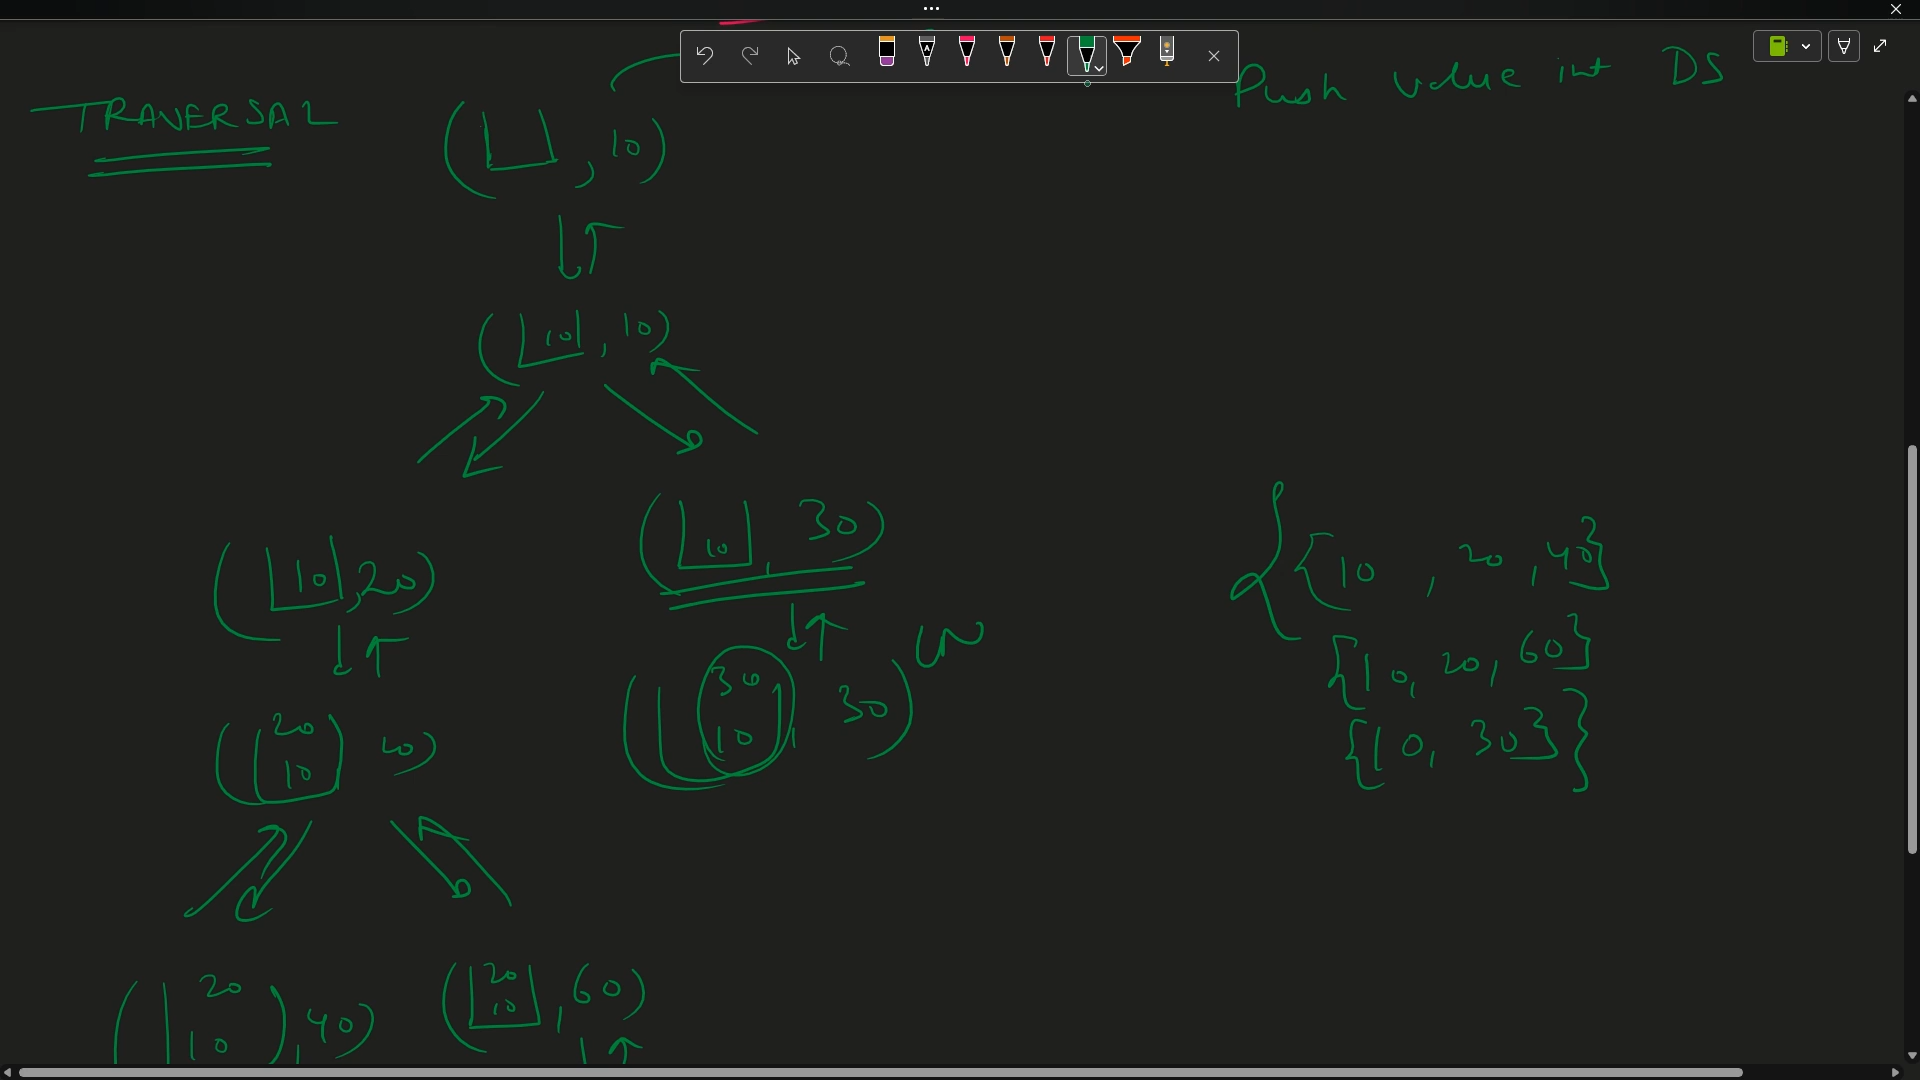 Push value int DS
TRAVERSAL
( , 10)
(10, 10)
(10, 20)
(10, 30)
{{10, 20, 40}
{10, 20, 60}
{10, 30}}
(30
10, 30)
(20
10 40)
(20
10, 40)
(20
10, 60)